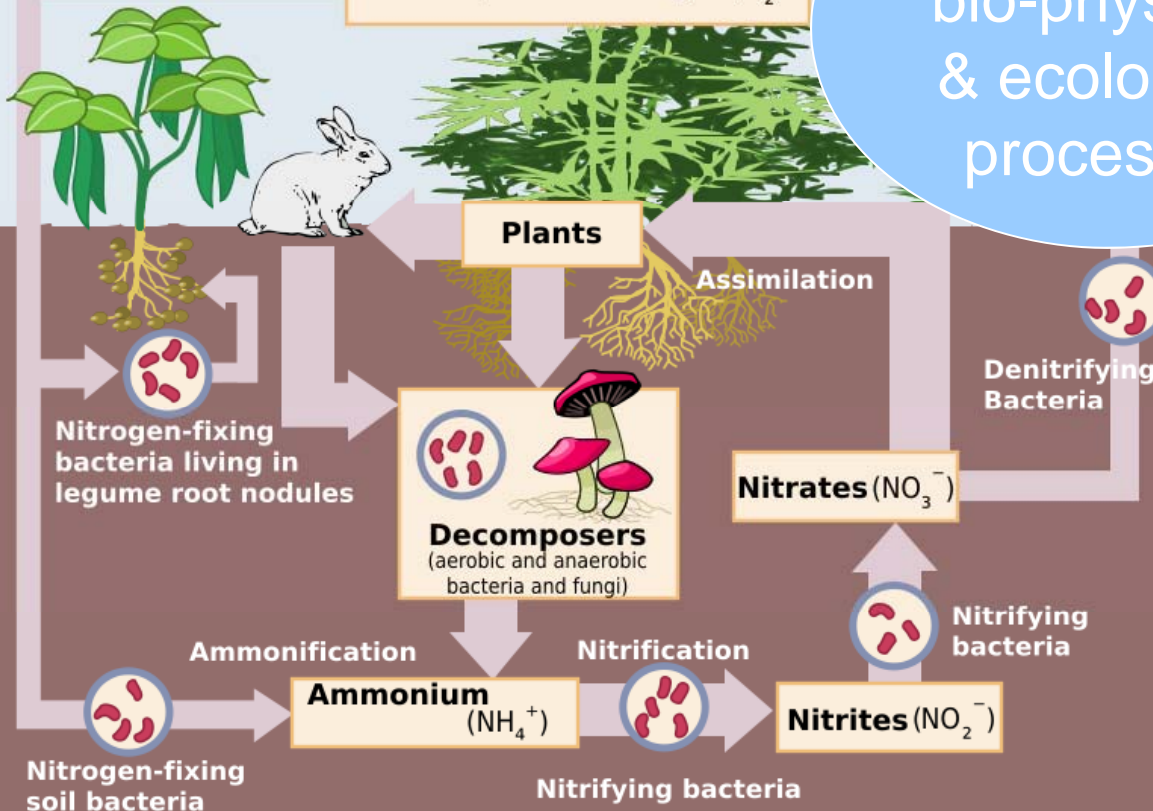 & ecolo
Plants
Assimilation
Denitrifying
Bacteria
Nitrogen-fixing
bacteria living in
legume root nodules
Nitrates (NO₃⁻)
Decomposers
(aerobic and anaerobic
bacteria and fungi)
Nitrifying
bacteria
Ammonification
Nitrification
Ammonium
(NH₄⁺)
Nitrites (NO₂⁻)
Nitrogen-fixing
soil bacteria
Nitrifying bacteria